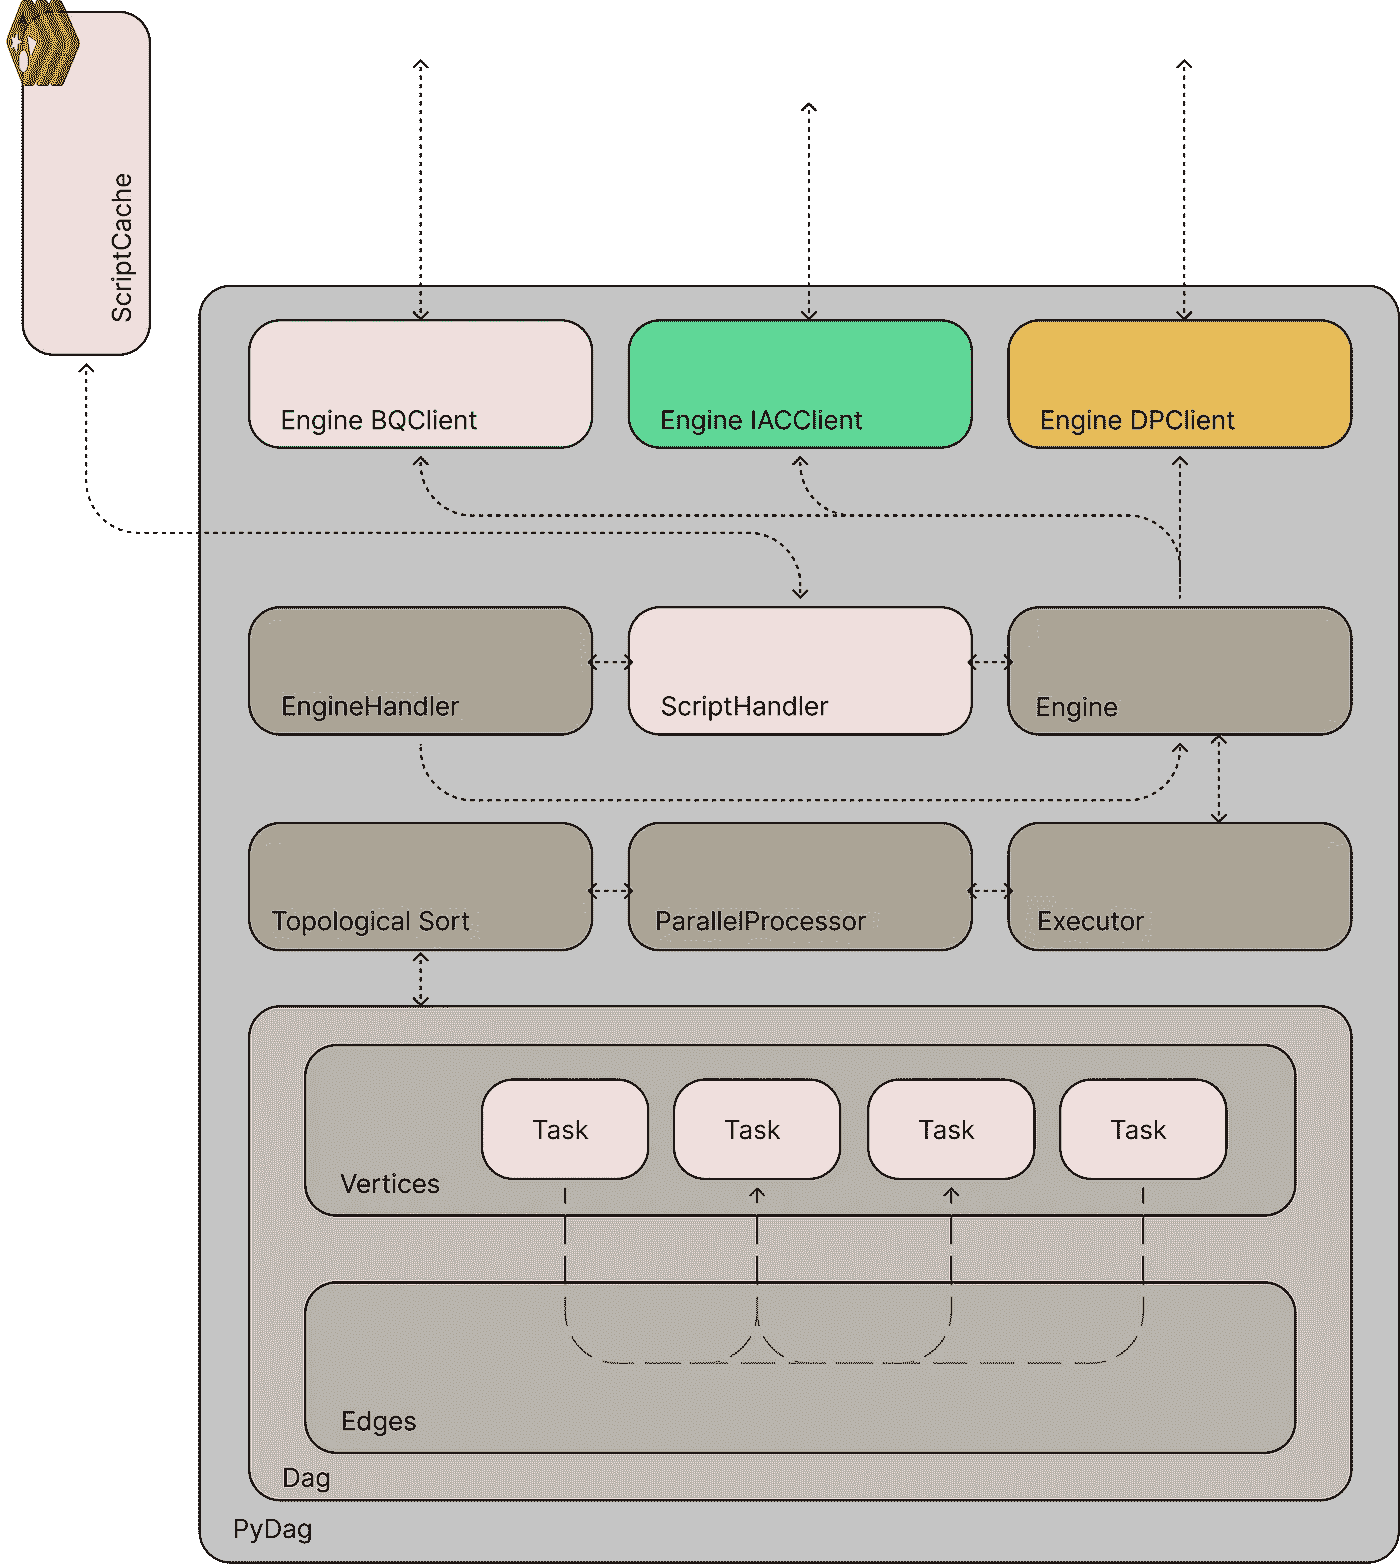 ScriptCache
Engine BQClient
Engine IACClient
Engine DPClient
EngineHandler
ScriptHandler
Engine
Topological Sort
ParallelProcessor
Executor
Task
Task
Task
Task
Vertices
Edges
Dag
PyDag